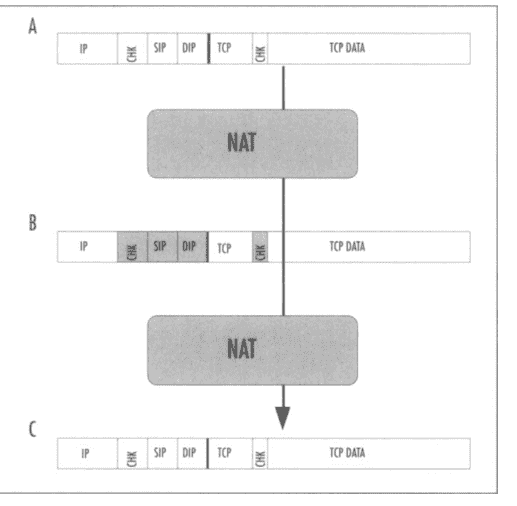 A
IP CHK SIP DIP TCP CHK TCP DATA
NAT
B
IP CHK SIP DIP TCP CHK TCP DATA
NAT
C
IP CHK SIP DIP TCP CHK TCP DATA